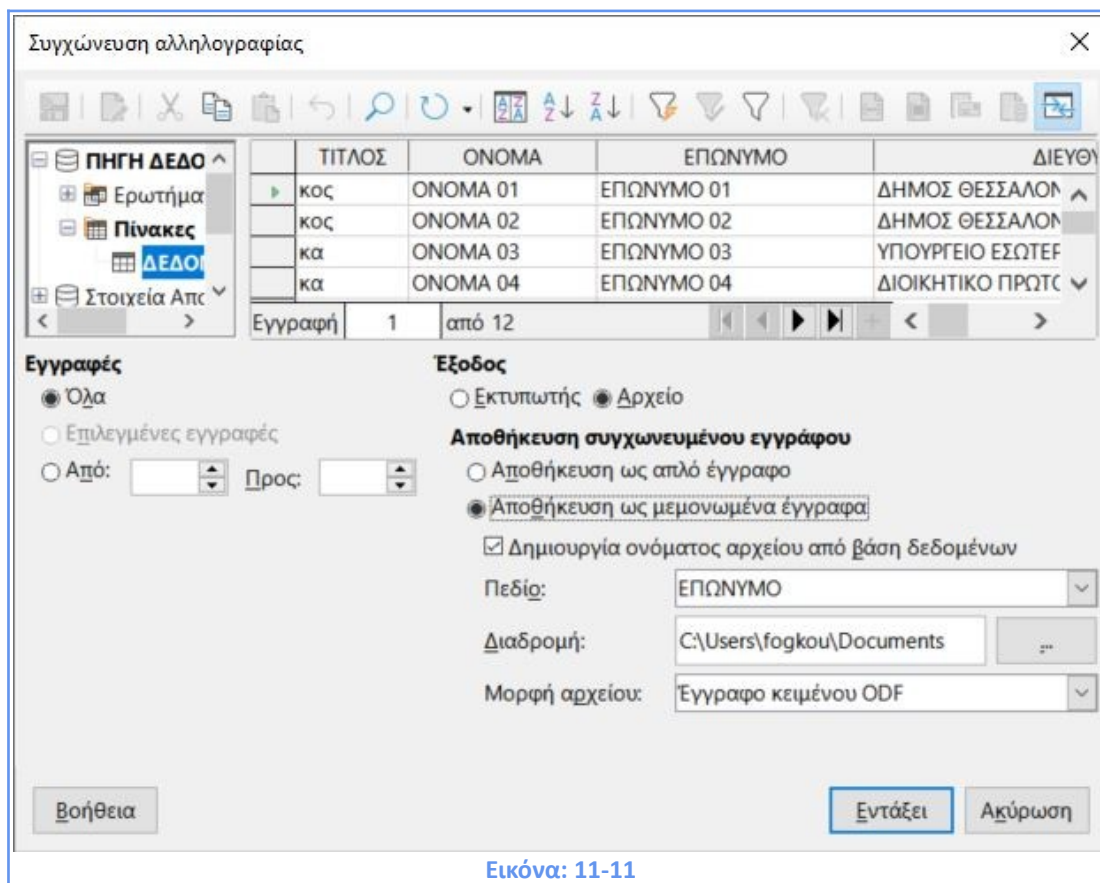 Συγχώνευση αλληλογραφίας
ΠΗΓΗ ΔΕΔΟ
Ερωτήμα
Πίνακες
ΔΕΔΟΙ
Στοιχεία Απο
ΤΙΤΛΟΣ ΟΝΟΜΑ ΕΠΩΝΥΜΟ ΔΙΕΥΘΥ
κος ΟΝΟΜΑ 01 ΕΠΩΝΥΜΟ 01 ΔΗΜΟΣ ΘΕΣΣΑΛΟΝ
κος ΟΝΟΜΑ 02 ΕΠΩΝΥΜΟ 02 ΔΗΜΟΣ ΘΕΣΣΑΛΟΝ
κα ΟΝΟΜΑ 03 ΕΠΩΝΥΜΟ 03 ΥΠΟΥΡΓΕΙΟ ΕΣΩΤΕΡ
κα ΟΝΟΜΑ 04 ΕΠΩΝΥΜΟ 04 ΔΙΟΙΚΗΤΙΚΟ ΠΡΩΤΟ
Εγγραφή 1 από 12
Εγγραφές
Όλα
Επιλεγμένες εγγραφές
Από: Προς:
Έξοδος
Εκτυπωτής Αρχείο
Αποθήκευση συγχωνευμένου εγγράφου
Αποθήκευση ως απλό έγγραφο
Αποθήκευση ως μεμονωμένα έγγραφα
Δημιουργία ονόματος αρχείου από βάση δεδομένων
Πεδίο: ΕΠΩΝΥΜΟ
Διαδρομή: C:\Users\fogkou\Documents ...
Μορφή αρχείου: Έγγραφο κειμένου ODF
Βοήθεια Εντάξει Ακύρωση
Εικόνα: 11-11